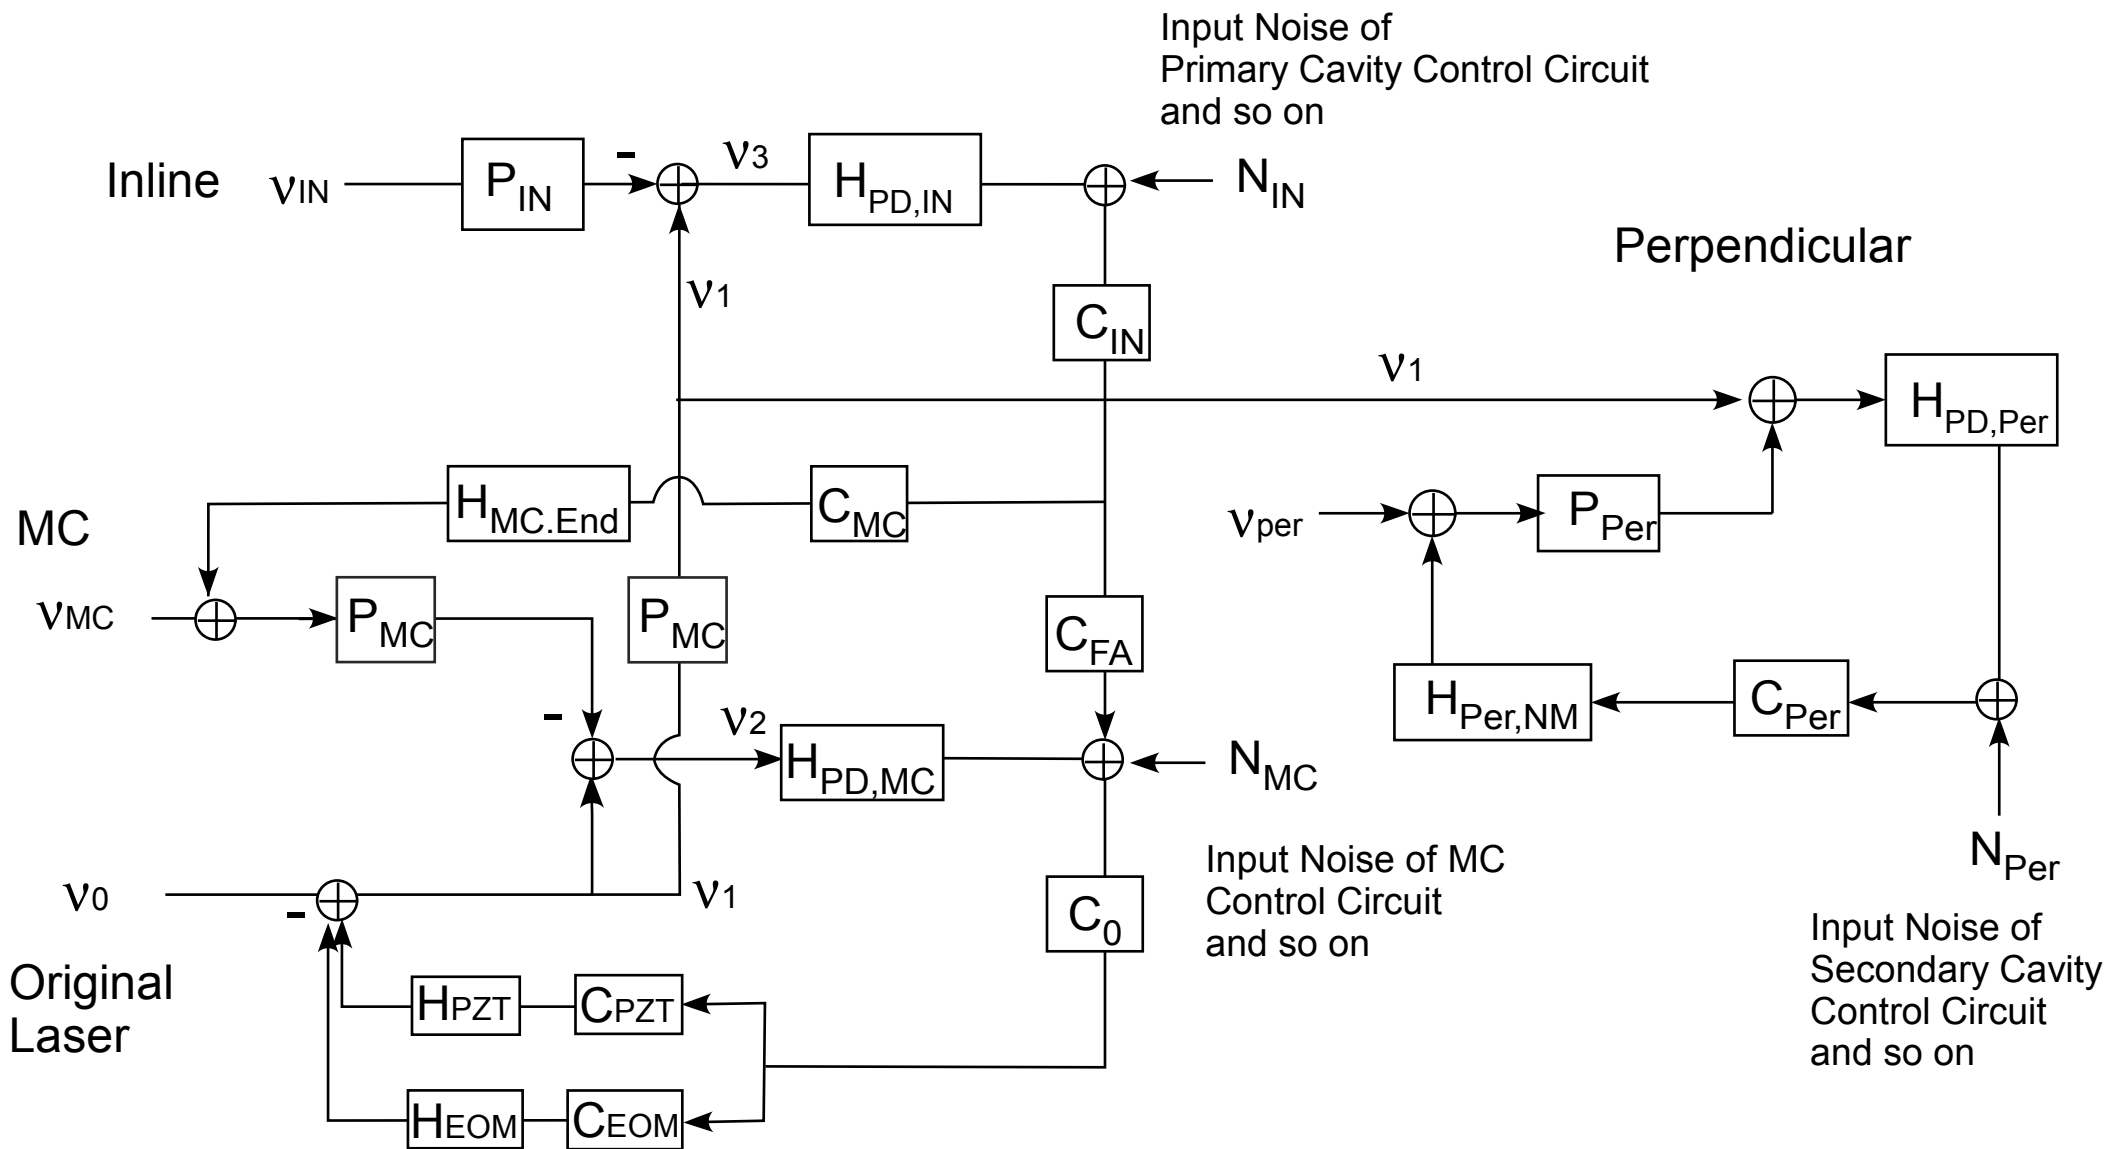 Input Noise of
Primary Cavity Control Circuit
and so on
Inline
νIN
PIN
-
ν3
HPD,IN
NIN
Perpendicular
ν1
CIN
ν1
HPD,Per
MC
HMC.End
CMC
νper
PPer
νMC
PMC
PMC
CFA
HPer,NM
CPer
-
ν2
HPD,MC
NMC
Input Noise of MC
Control Circuit
and so on
NPer
Input Noise of
Secondary Cavity
Control Circuit
and so on
ν0
-
ν1
C0
Original
Laser
HPZT
CPZT
HEOM
CEOM